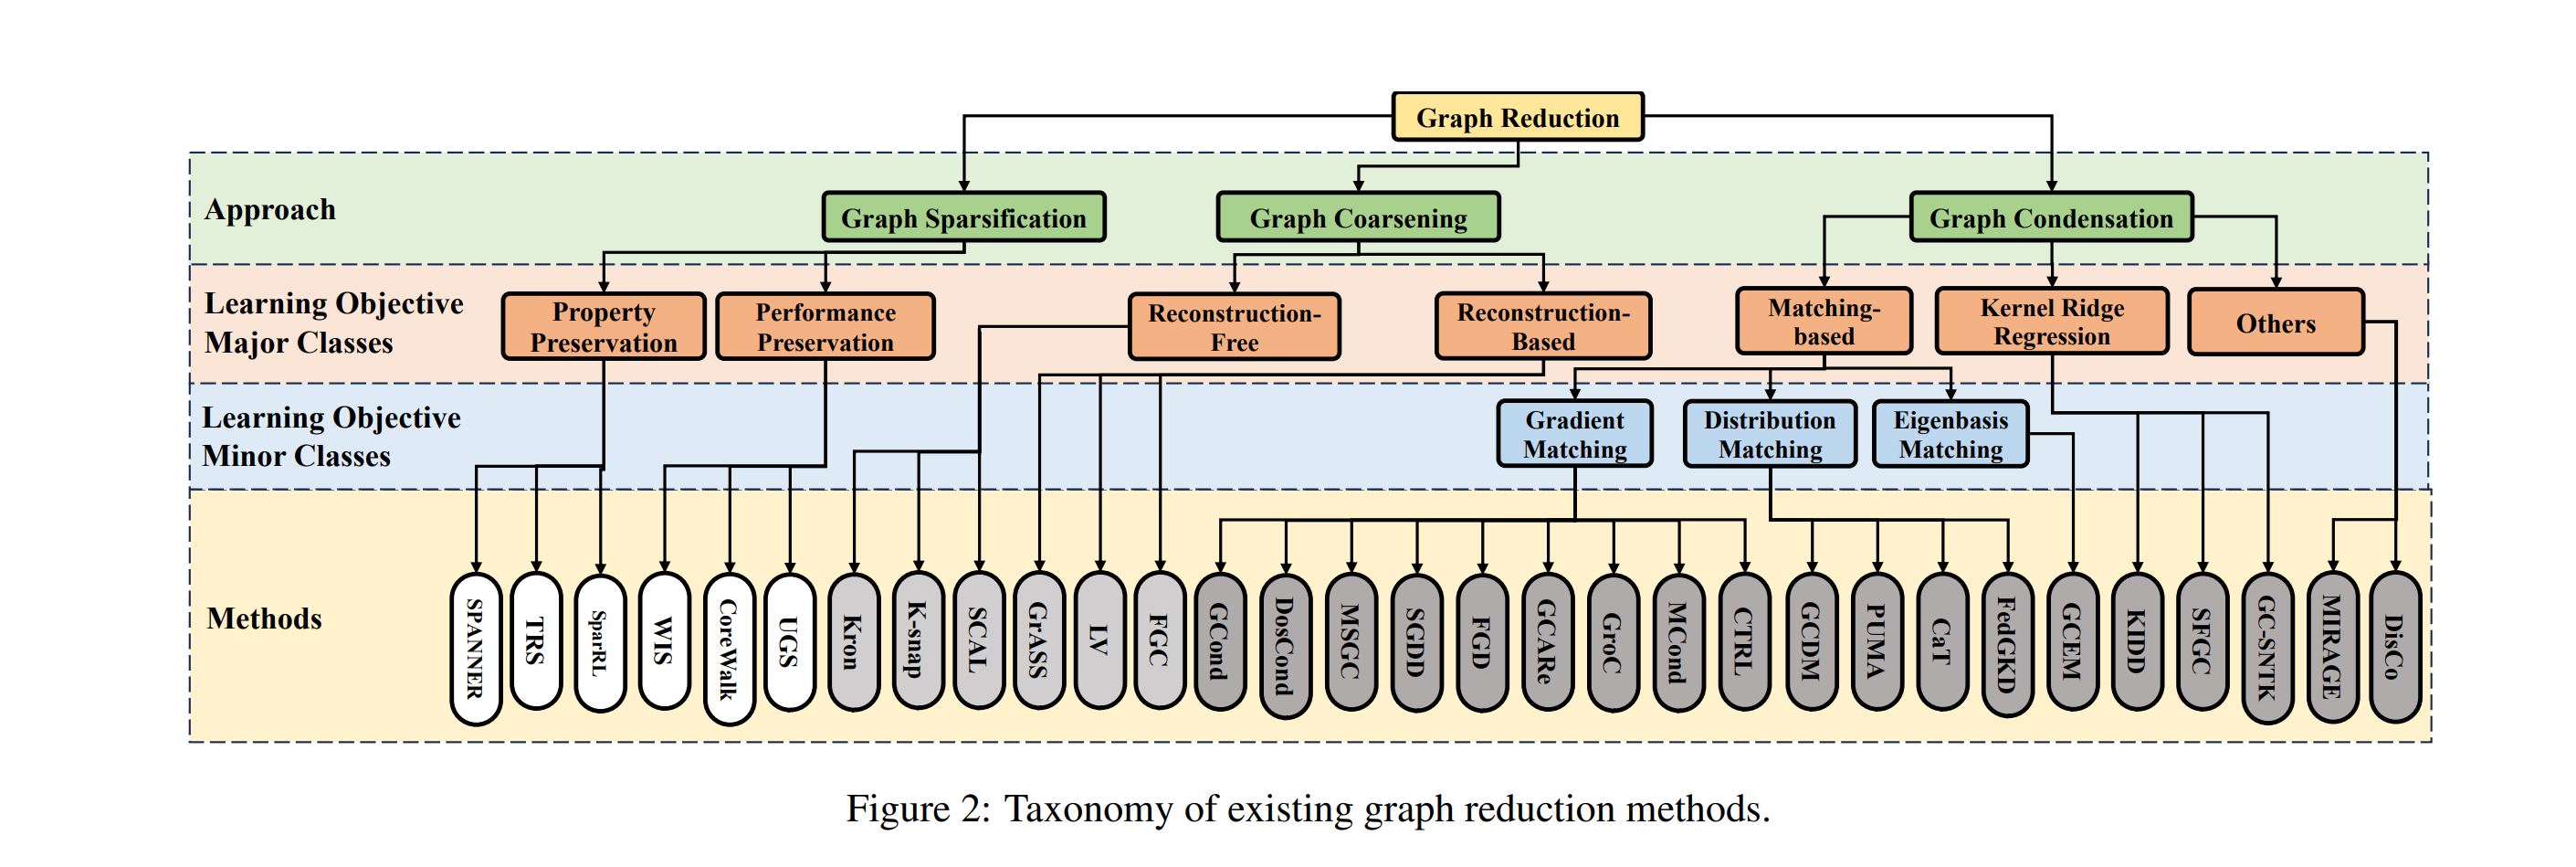 Graph Reduction
Approach
Graph Sparsification
Graph Coarsening
Graph Condensation
Learning Objective
Major Classes
Property
Preservation
Performance
Preservation
Reconstruction-
Free
Reconstruction-
Based
Matching-
based
Kernel Ridge
Regression
Others
Learning Objective
Minor Classes
Gradient
Matching
Distribution
Matching
Eigenbasis
Matching
Methods
SPANNER
TRS
SparRL
WIS
CoreWalk
UGS
Kron
K-snap
SCAL
GrASS
LV
FGC
GCond
DosCond
MSGC
SGDD
FGD
GCARe
GroC
MCond
CTRL
GCDM
PUMA
CaT
FedGKD
GCEM
KIDD
SFGC
GC-SNTK
MIRAGE
DisCo
Figure 2: Taxonomy of existing graph reduction methods.